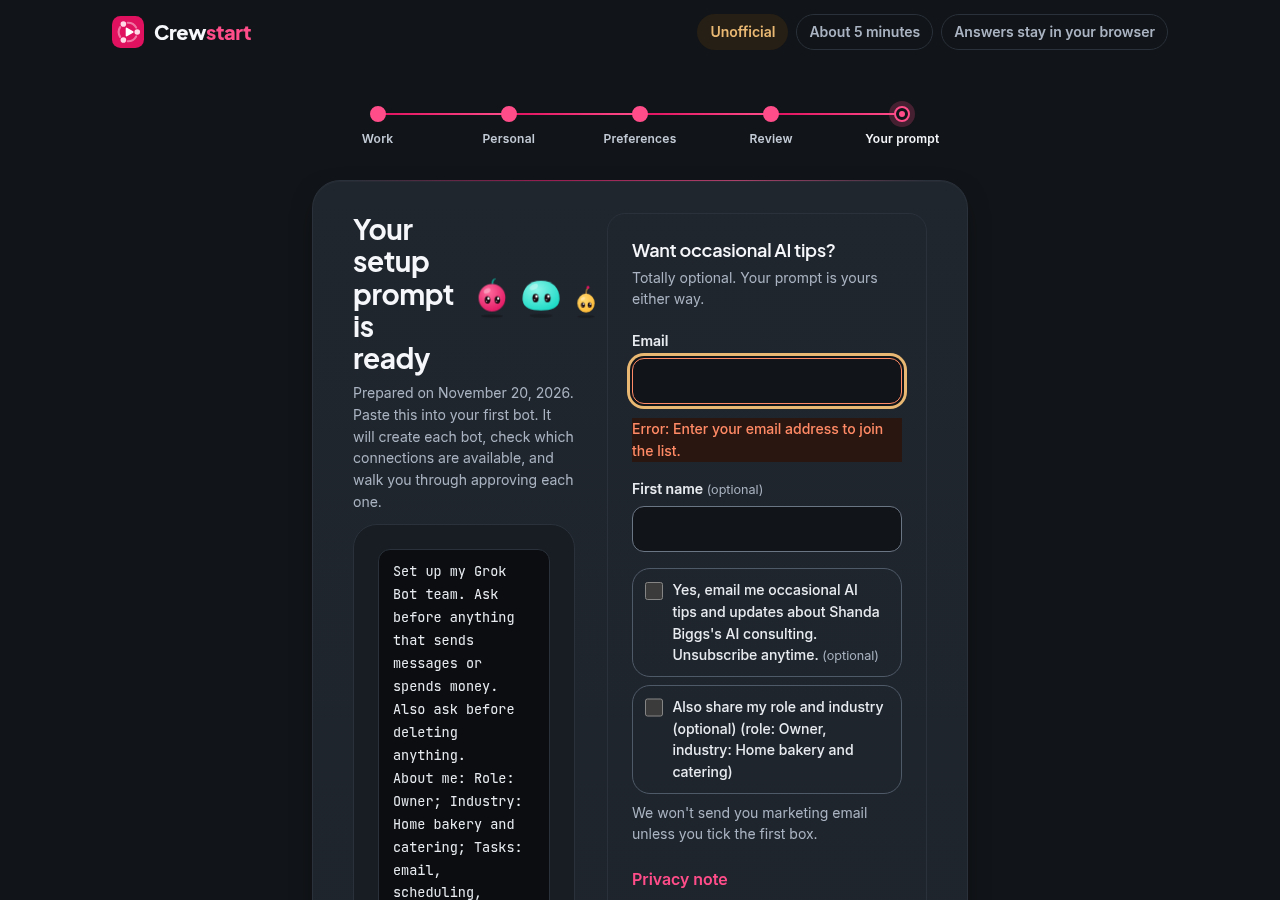 Crewstart
Unofficial
About 5 minutes
Answers stay in your browser
Work
Personal
Preferences
Review
Your prompt
Your
setup
prompt
is
ready
Prepared on November 20, 2026.
Paste this into your first bot. It
will create each bot, check which
connections are available, and
walk you through approving each
one.
Set up my Grok
Bot team. Ask
before anything
that sends
messages or
spends money.
Also ask before
deleting
anything.
About me: Role:
Owner; Industry:
Home bakery and
catering; Tasks:
email,
scheduling,
Want occasional AI tips?
Totally optional. Your prompt is yours
either way.
Email
Error: Enter your email address to join
the list.
First name (optional)
Yes, email me occasional AI
tips and updates about Shanda
Biggs's AI consulting.
Unsubscribe anytime. (optional)
Also share my role and industry
(optional) (role: Owner,
industry: Home bakery and
catering)
We won't send you marketing email
unless you tick the first box.
Privacy note